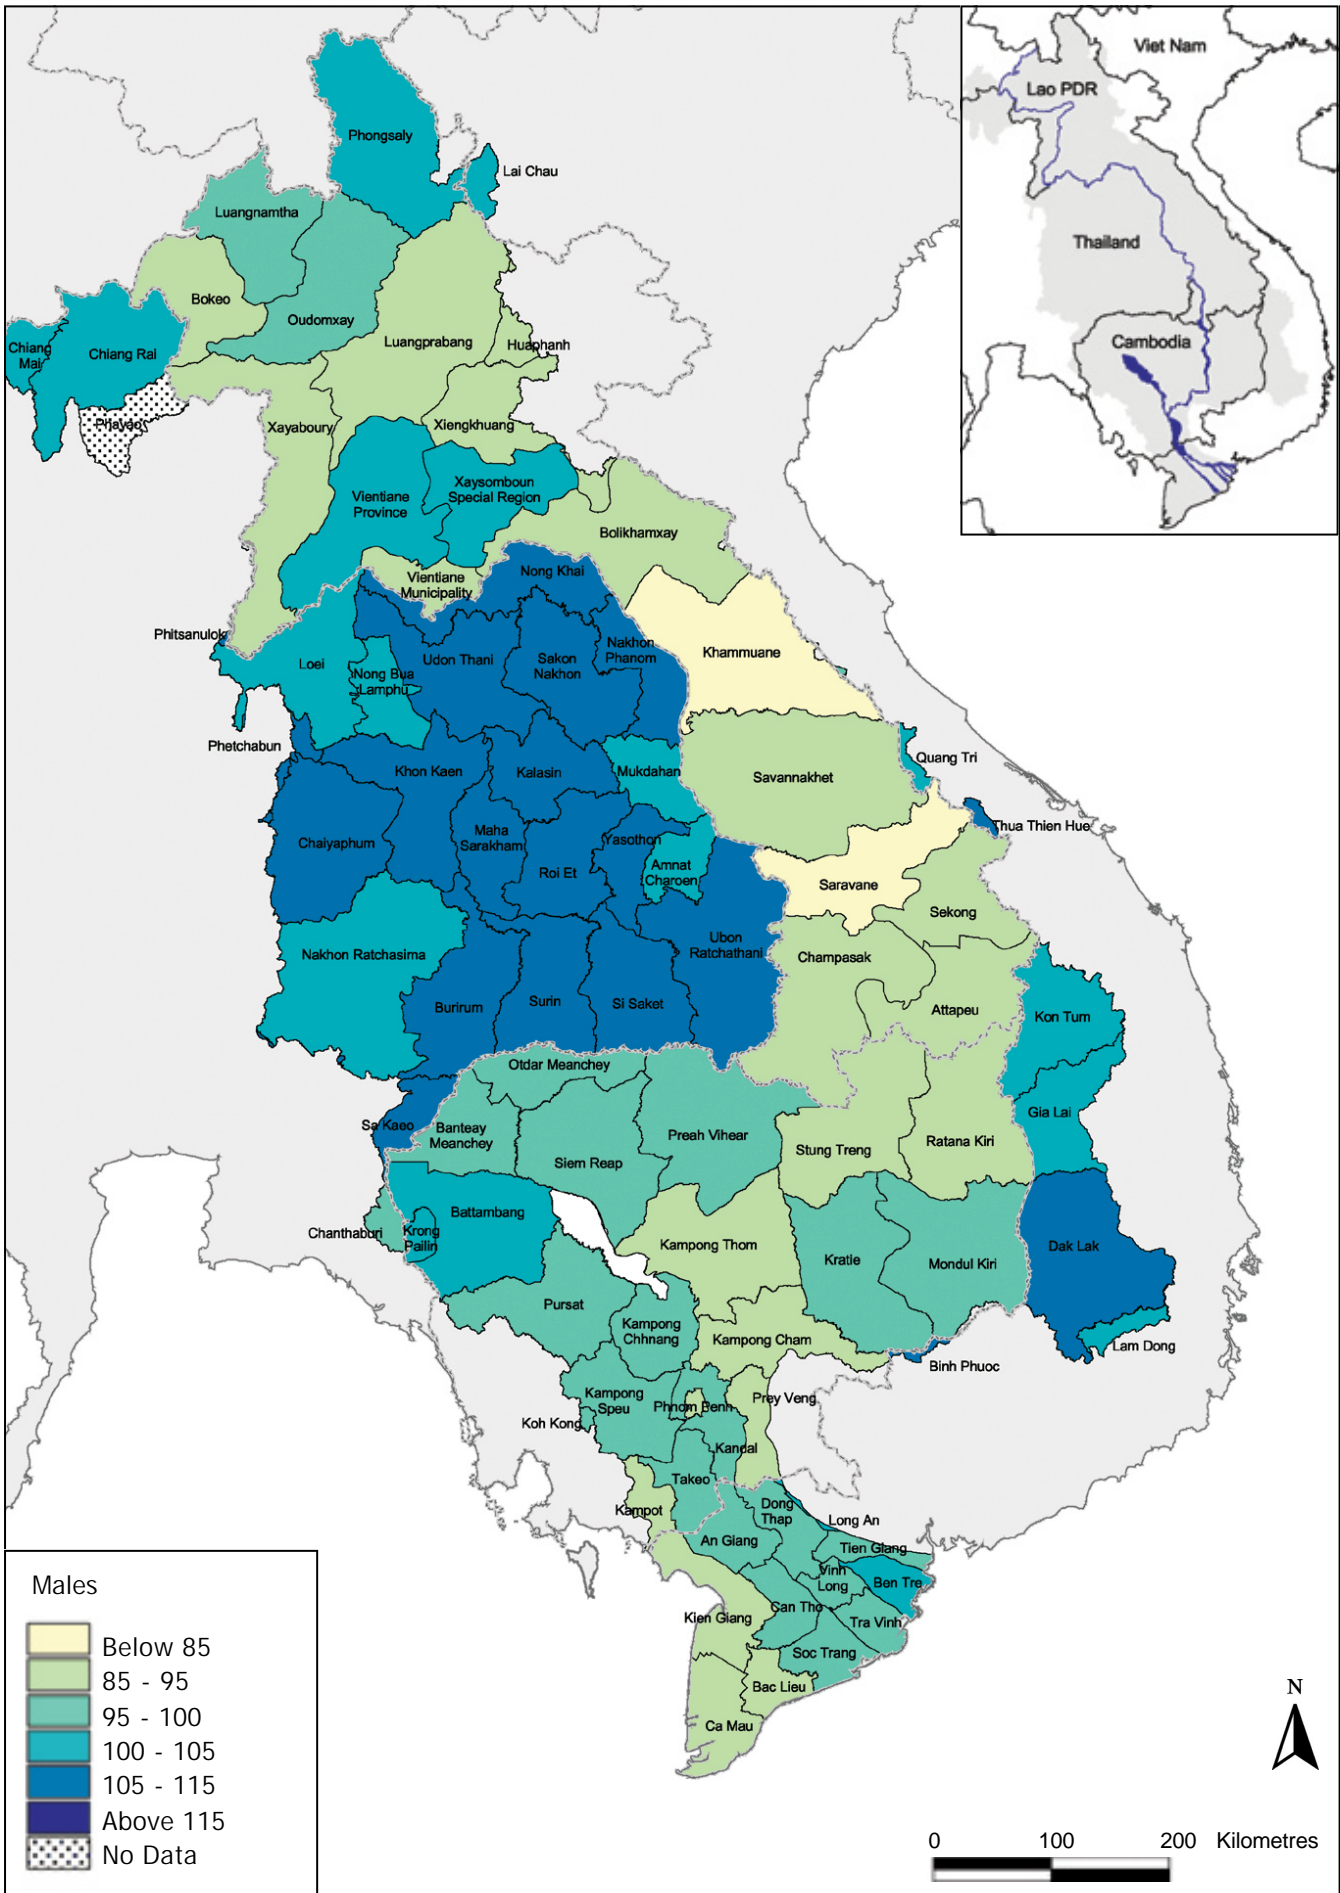 Viet Nam
Lao PDR
Thailand
Cambodia
Phongsaly
Lai Chau
Luangnamtha
Bokeo
Oudomxay
Luangprabang
Huaphanh
Chiang
Mai
Chiang Rai
Phayao
Xayaboury
Xiengkhuang
Vientiane
Province
Xaysomboun
Special Region
Bolikhamxay
Vientiane
Municipality
Nong Khai
Phitsanulok
Loei
Nong Bua
Lamphu
Udon Thani
Sakon
Nakhon
Nakhon
Phanom
Khammuane
Phetchabun
Khon Kaen
Kalasin
Mukdahan
Savannakhet
Quang Tri
Thua Thien Hue
Chaiyaphum
Maha
Sarakham
Roi Et
Yasothon
Amnat
Charoen
Saravane
Sekong
Nakhon Ratchasima
Ubon
Ratchathani
Champasak
Attapeu
Burirum
Surin
Si Saket
Kon Tum
Otdar Meanchey
Gia Lai
Sa Kaeo
Banteay
Meanchey
Siem Reap
Preah Vihear
Stung Treng
Ratana Kiri
Chanthaburi
Krong
Pailin
Battambang
Kampong Thom
Kratie
Mondul Kiri
Dak Lak
Pursat
Kampong
Chhnang
Kampong Cham
Lam Dong
Binh Phuoc
Kampong
Speu
Koh Kong
Phnom Penh
Prey Veng
Kandal
Takeo
Kampot
Dong
Thap
Long An
An Giang
Tien Giang
Vinh
Long
Ben Tre
Can Tho
Kien Giang
Tra Vinh
Soc Trang
Bac Lieu
Ca Mau
Males
Below 85
85 - 95
95 - 100
100 - 105
105 - 115
Above 115
No Data
N
0 100 200 Kilometres